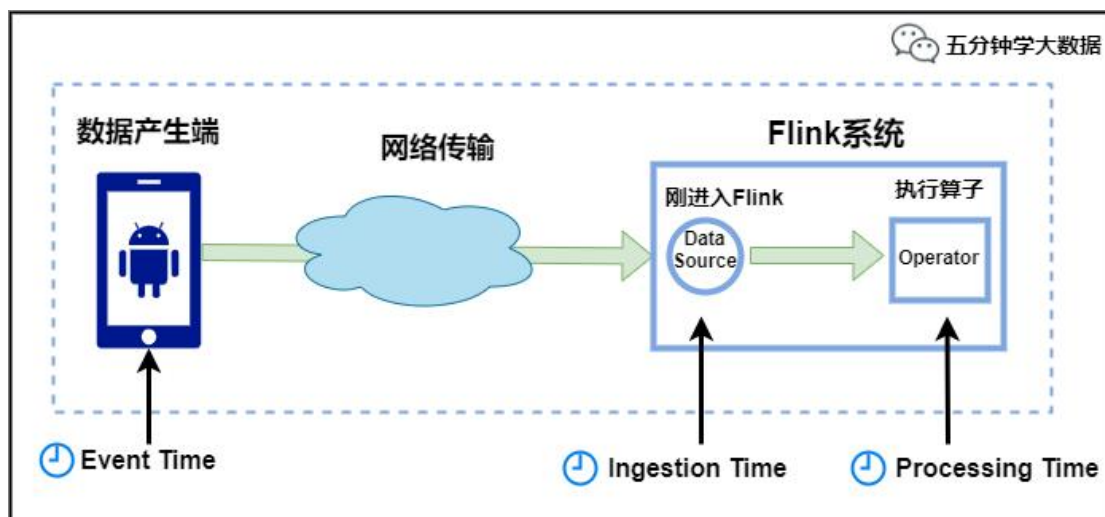 五分钟学大数据
数据产生端
网络传输
Flink系统
刚进入Flink
执行算子
Data
Source
Operator
Event Time
Ingestion Time
Processing Time